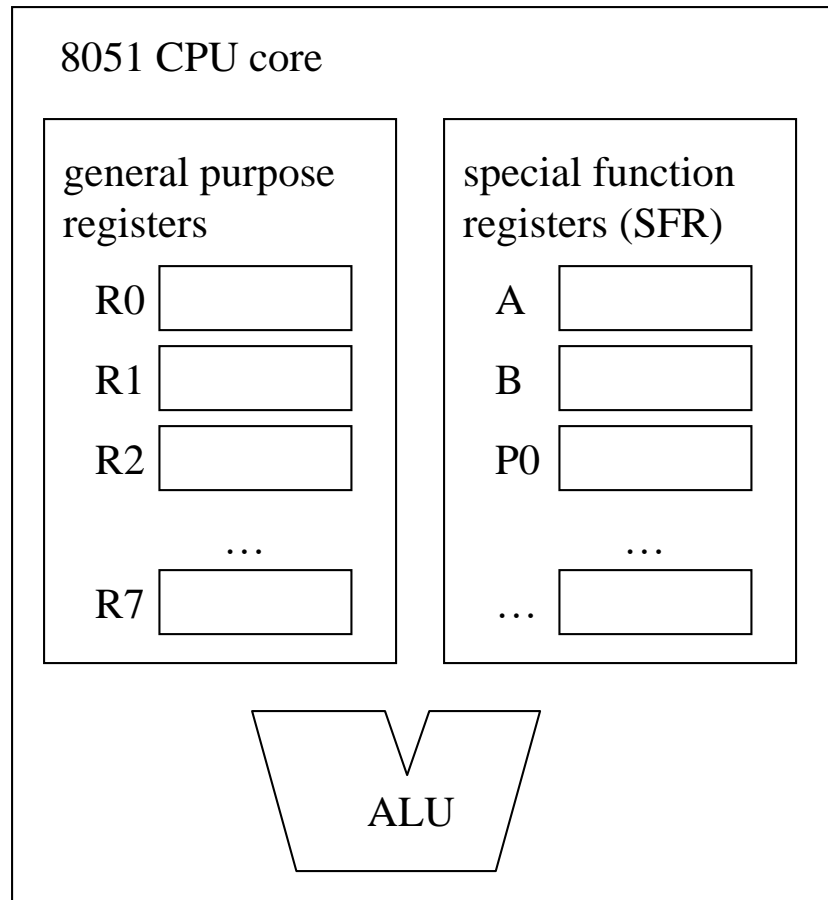 8051 CPU core
general purpose
registers
R0
R1
R2
…
R7
special function
registers (SFR)
A
B
P0
…
…
ALU